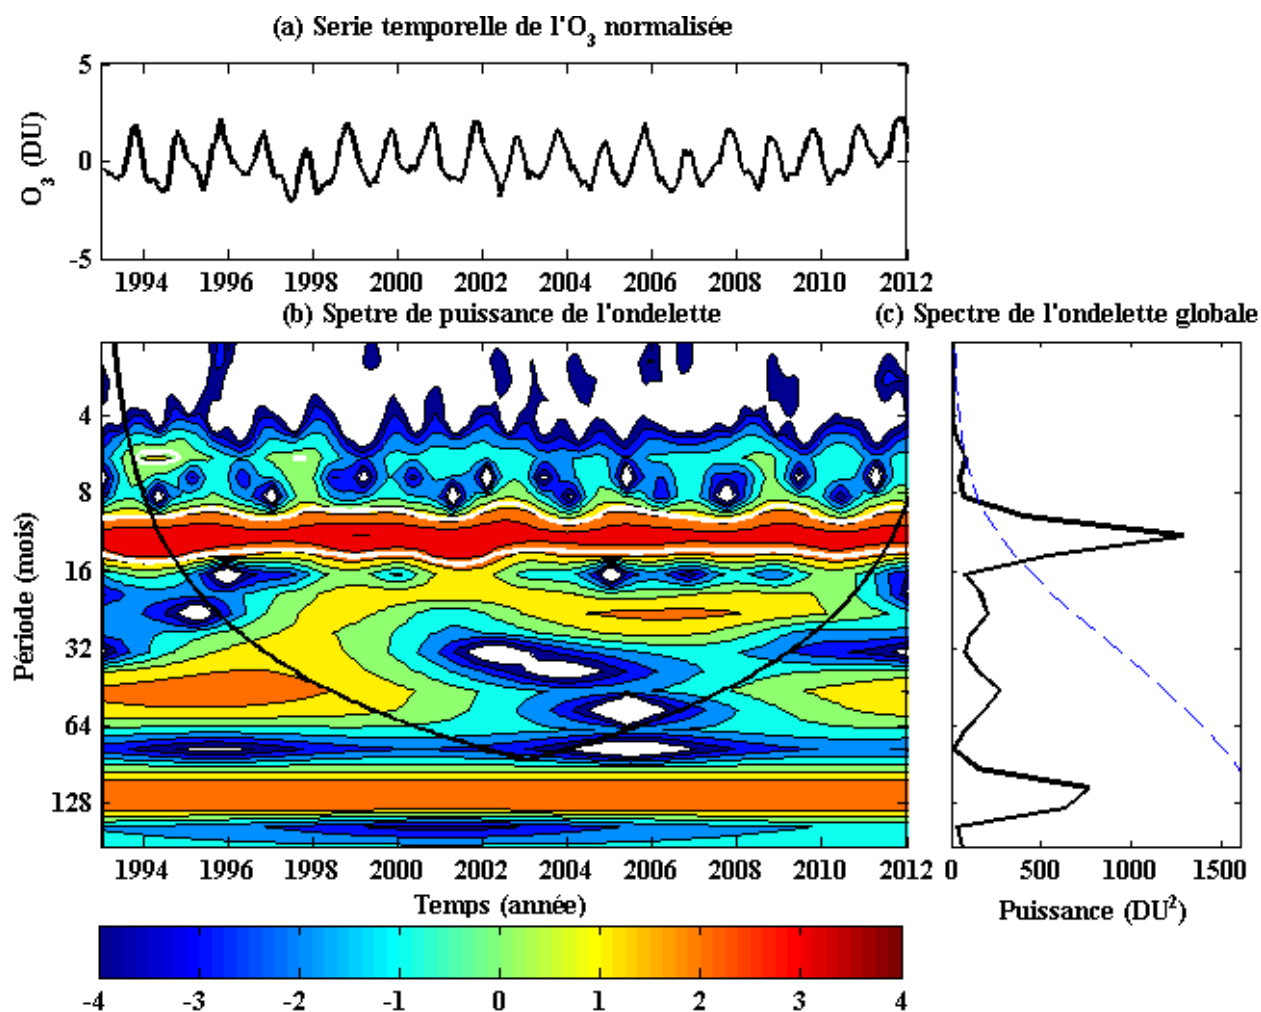 (a) Serie temporelle de l'O3 normalisée
5
0
-5
O3 (DU)
1994 1996 1998 2000 2002 2004 2006 2008 2010 2012
(b) Spetre de puissance de l'ondelette
(c) Spectre de l'ondelette globale
4
8
16
32
64
128
Période (mois)
1994 1996 1998 2000 2002 2004 2006 2008 2010 2012
0 500 1000 1500
Temps (année)
Puissance (DU²)
-4 -3 -2 -1 0 1 2 3 4